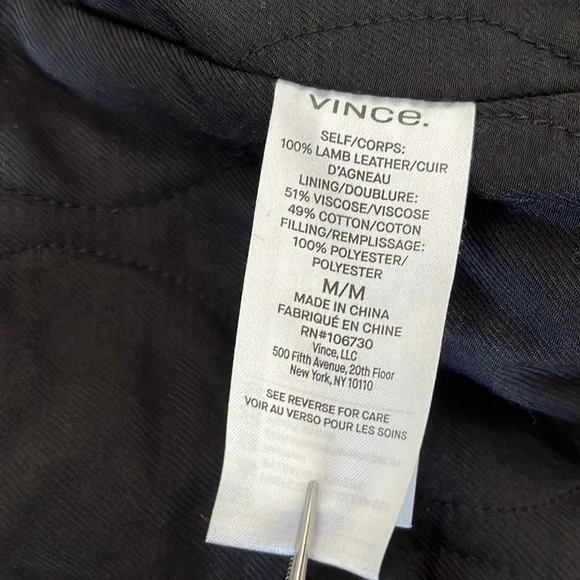 VINCe.
SELF/CORPS:
100% LAMB LEATHER/CUIR
D'AGNEAU
LINING/DOUBLURE:
51% VISCOSE/VISCOSE
49% COTTON/COTON
FILLING/REMPLISSAGE:
100% POLYESTER/
POLYESTER
M/M
MADE IN CHINA
FABRIQUÉ EN CHINE
RN#106730
Vince, LLC
500 Fifth Avenue, 20th Floor
New York, NY 10110
SEE REVERSE FOR CARE
VOIR AU VERSO POUR LES SOINS